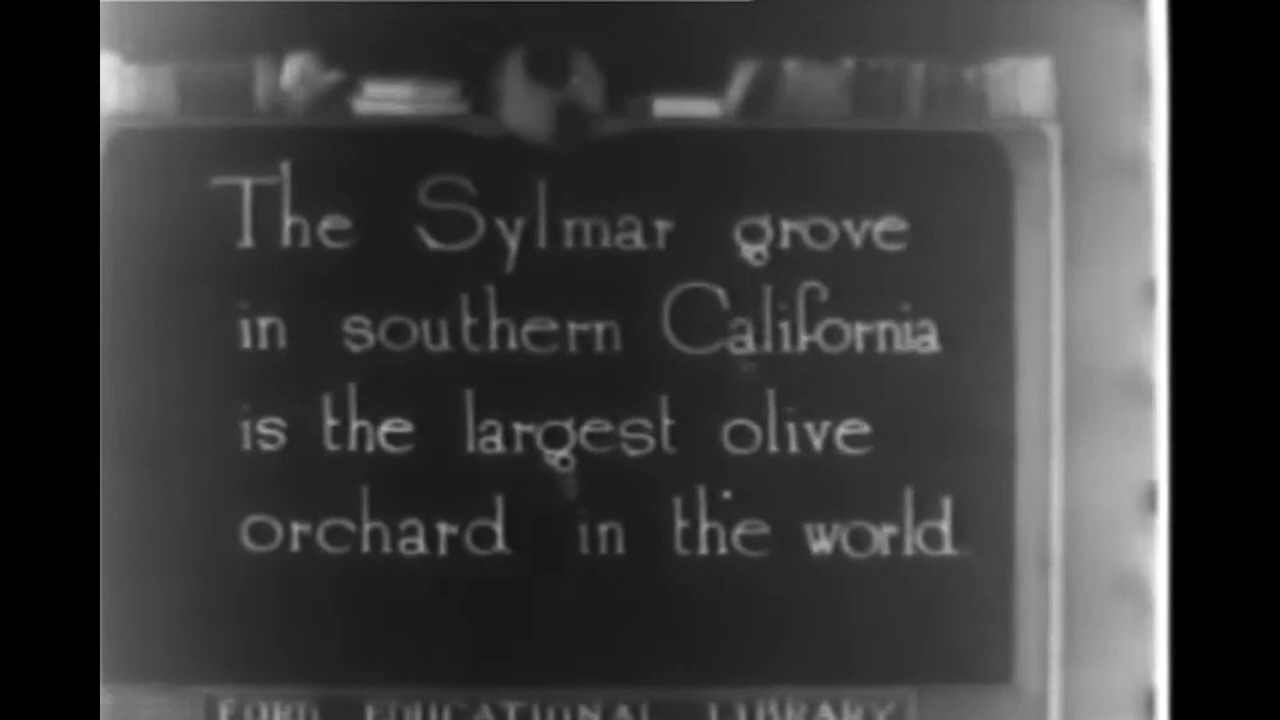 The Sylmar grove
in southern California
is the largest olive
orchard in the world
FORD EDUCATIONAL LIBRARY